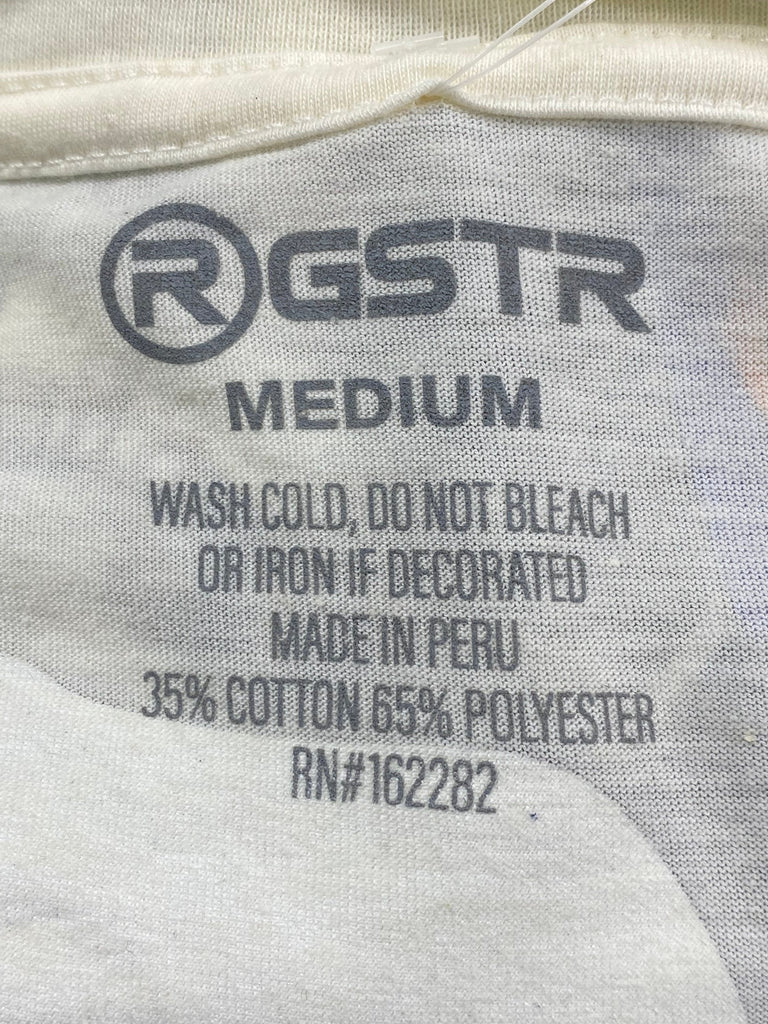 RGSTR
MEDIUM
WASH COLD, DO NOT BLEACH
OR IRON IF DECORATED
MADE IN PERU
35% COTTON 65% POLYESTER
RN#162282